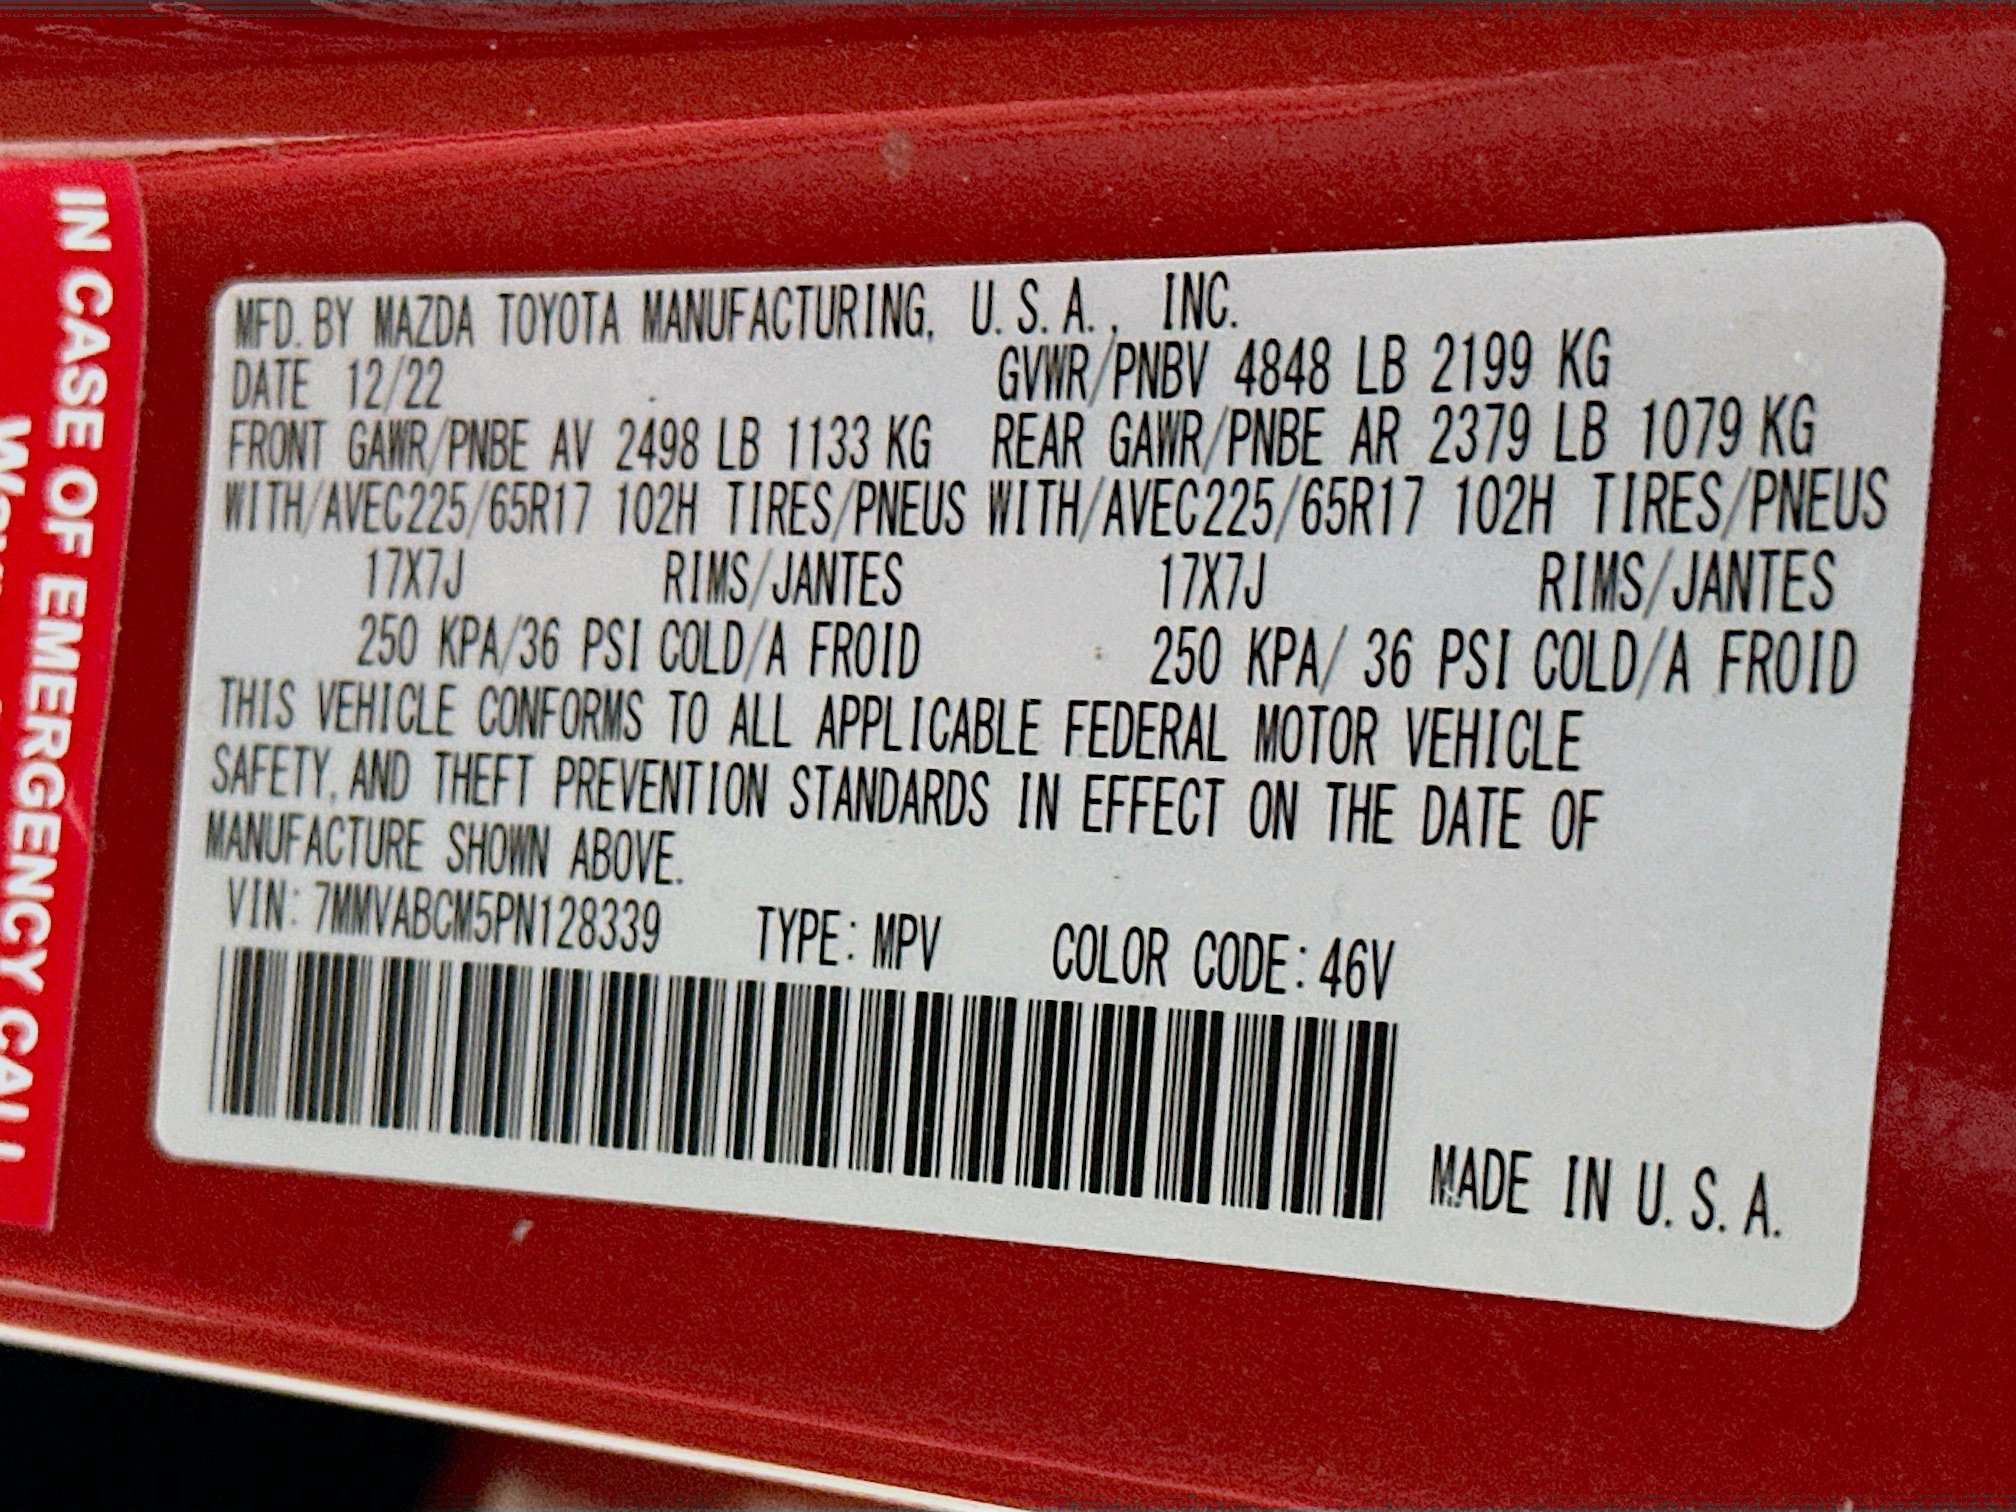 IN CASE OF EMERGENCY CALL
MFD. BY MAZDA TOYOTA MANUFACTURING, U.S.A., INC.
DATE 12/22 GVWR/PNBV 4848 LB 2199 KG
FRONT GAWR/PNBE AV 2498 LB 1133 KG REAR GAWR/PNBE AR 2379 LB 1079 KG
WITH/AVEC225/65R17 102H TIRES/PNEUS WITH/AVEC225/65R17 102H TIRES/PNEUS
17X7J RIMS/JANTES 17X7J RIMS/JANTES
250 KPA/36 PSI COLD/A FROID 250 KPA/ 36 PSI COLD/A FROID
THIS VEHICLE CONFORMS TO ALL APPLICABLE FEDERAL MOTOR VEHICLE
SAFETY, AND THEFT PREVENTION STANDARDS IN EFFECT ON THE DATE OF
MANUFACTURE SHOWN ABOVE.
VIN: 7MMVABCM5PN128339 TYPE: MPV COLOR CODE: 46V
MADE IN U.S.A.